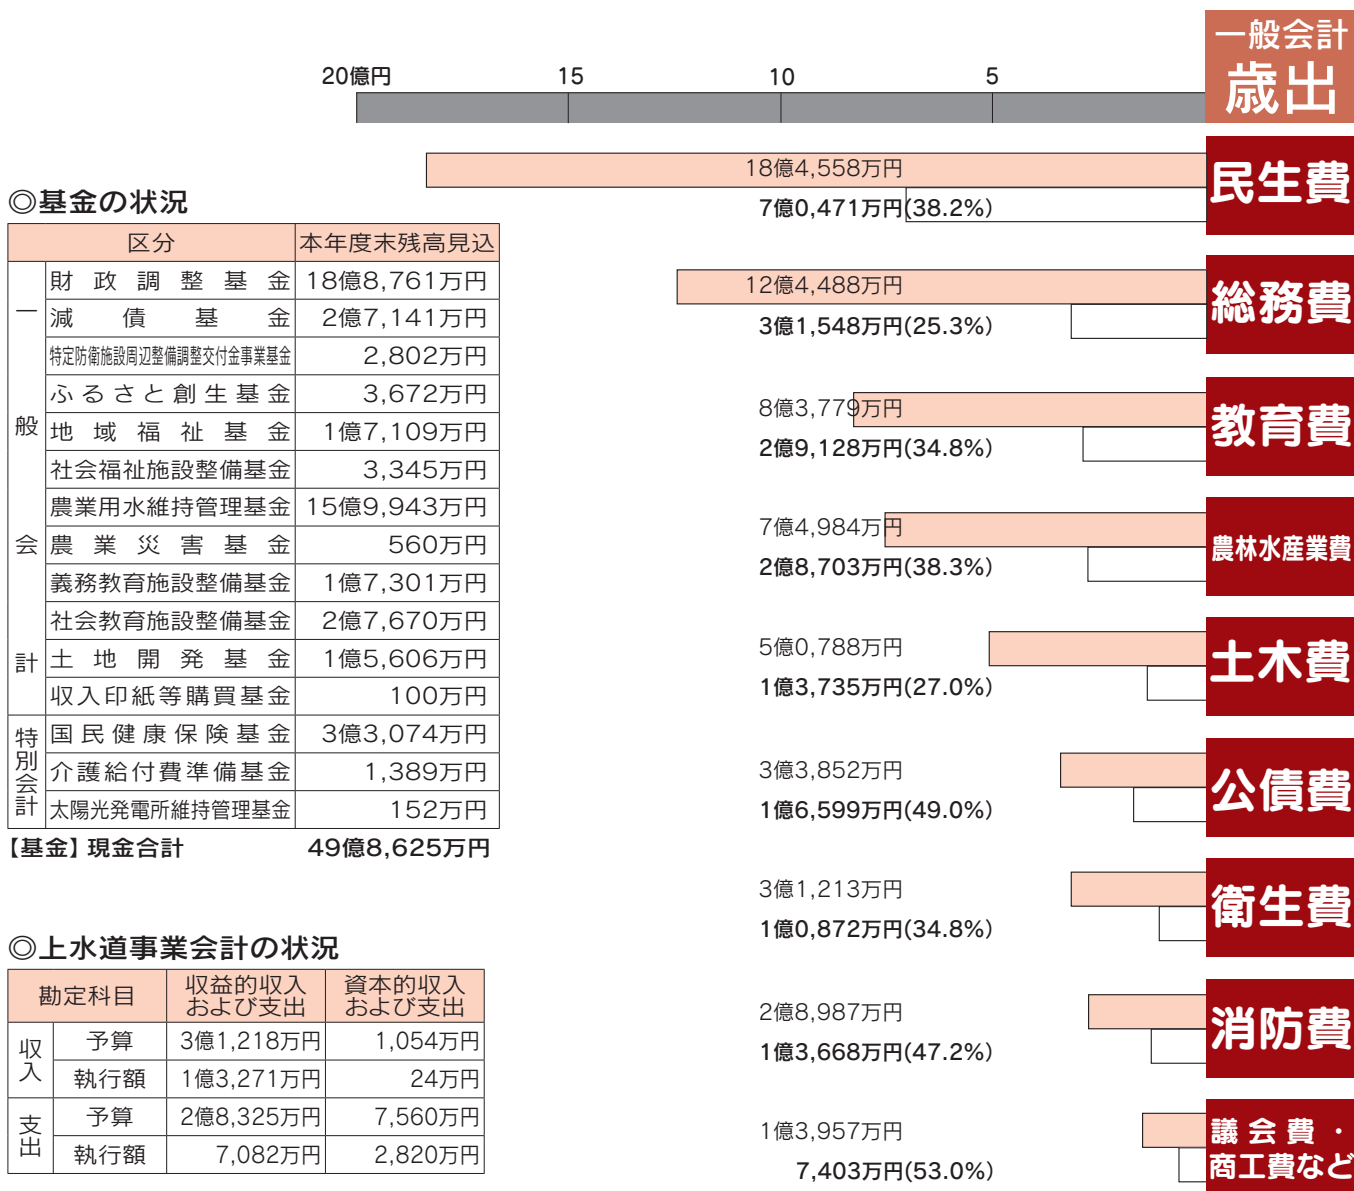 一般会計
歳出
20億円 15 10 5
民生費
18億4,558万円
7億0,471万円(38.2%)
総務費
12億4,488万円
3億1,548万円(25.3%)
教育費
8億3,779万円
2億9,128万円(34.8%)
農林水産業費
7億4,984万円
2億8,703万円(38.3%)
土木費
5億0,788万円
1億3,735万円(27.0%)
公債費
3億3,852万円
1億6,599万円(49.0%)
衛生費
3億1,213万円
1億0,872万円(34.8%)
消防費
2億8,987万円
1億3,668万円(47.2%)
議会費・
商工費など
1億3,957万円
7,403万円(53.0%)
◎基金の状況
区分 本年度末残高見込
一般会計
財政調整基金 18億8,761万円
減債基金 2億7,141万円
特定防衛施設周辺整備調整交付金事業基金 2,802万円
ふるさと創生基金 3,672万円
地域福祉基金 1億7,109万円
社会福祉施設整備基金 3,345万円
農業用水維持管理基金 15億9,943万円
農業災害基金 560万円
義務教育施設整備基金 1億7,301万円
社会教育施設整備基金 2億7,670万円
土地開発基金 1億5,606万円
収入印紙等購買基金 100万円
特別会計
国民健康保険基金 3億3,074万円
介護給付費準備基金 1,389万円
太陽光発電所維持管理基金 152万円
【基金】現金合計 49億8,625万円
◎上水道事業会計の状況
勘定科目 収益的収入および支出 資本的収入および支出
収入
予算 3億1,218万円 1,054万円
執行額 1億3,271万円 24万円
支出
予算 2億8,325万円 7,560万円
執行額 7,082万円 2,820万円